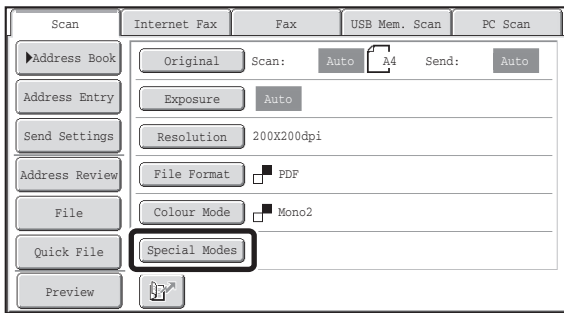 Scan Internet Fax Fax USB Mem. Scan PC Scan
Address Book Original Scan: Auto A4 Send: Auto
Address Entry Exposure Auto
Send Settings Resolution 200X200dpi
Address Review File Format PDF
File Colour Mode Mono2
Quick File Special Modes
Preview